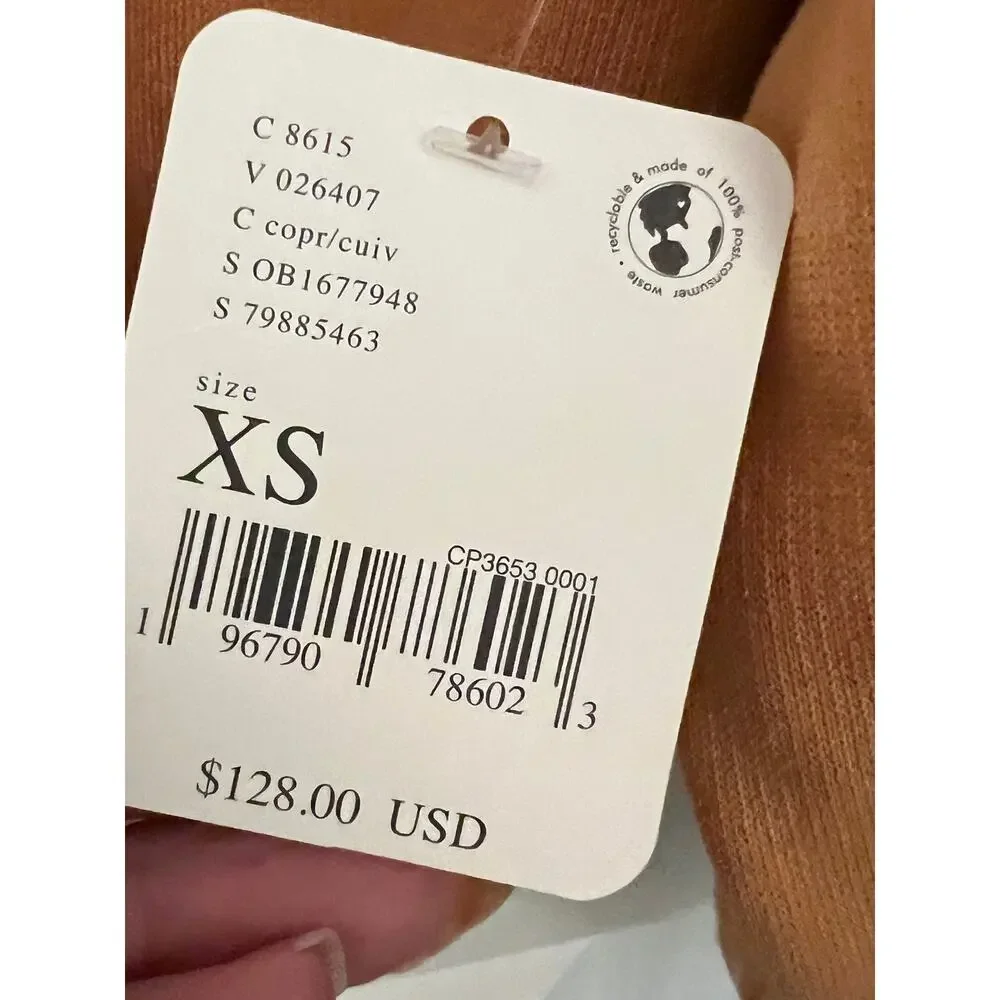 C 8615
V 026407
C copr/cuiv
S OB1677948
S 79885463
recyclable & made of 100% post-consumer waste •
size
XS
CP3653 0001
1 96790 78602 3
$128.00 USD